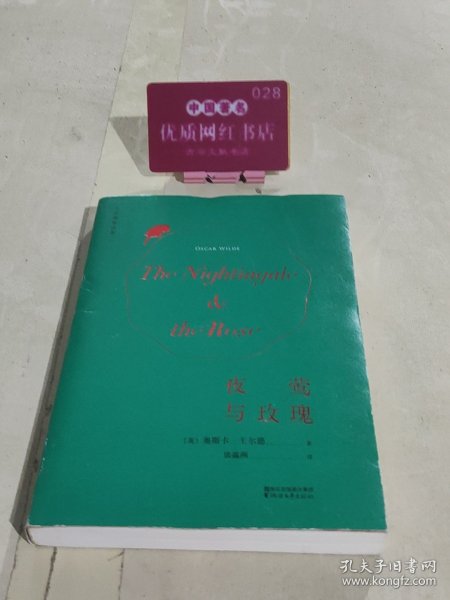 028
中国著名
优质网红书店
OSCAR WILDE
The Nightingale
&
the Rose
夜莺
与玫瑰
〔英〕奥斯卡·王尔德 著
译
孔夫子旧书网
www.kongfz.com